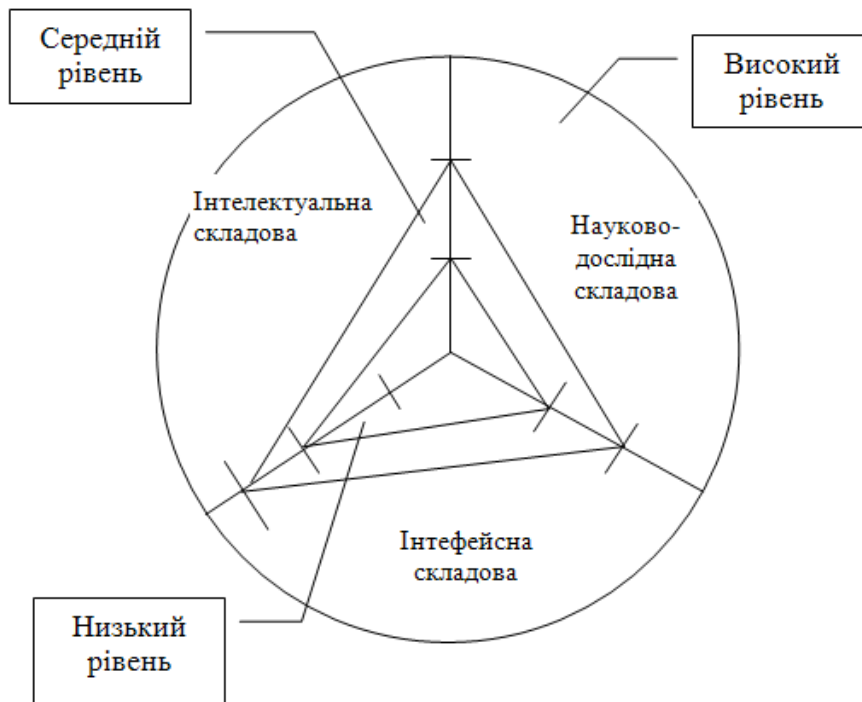 Середній
рівень
Високий
рівень
Інтелектуальна
складова
Науково-
дослідна
складова
Інтефейсна
складова
Низький
рівень